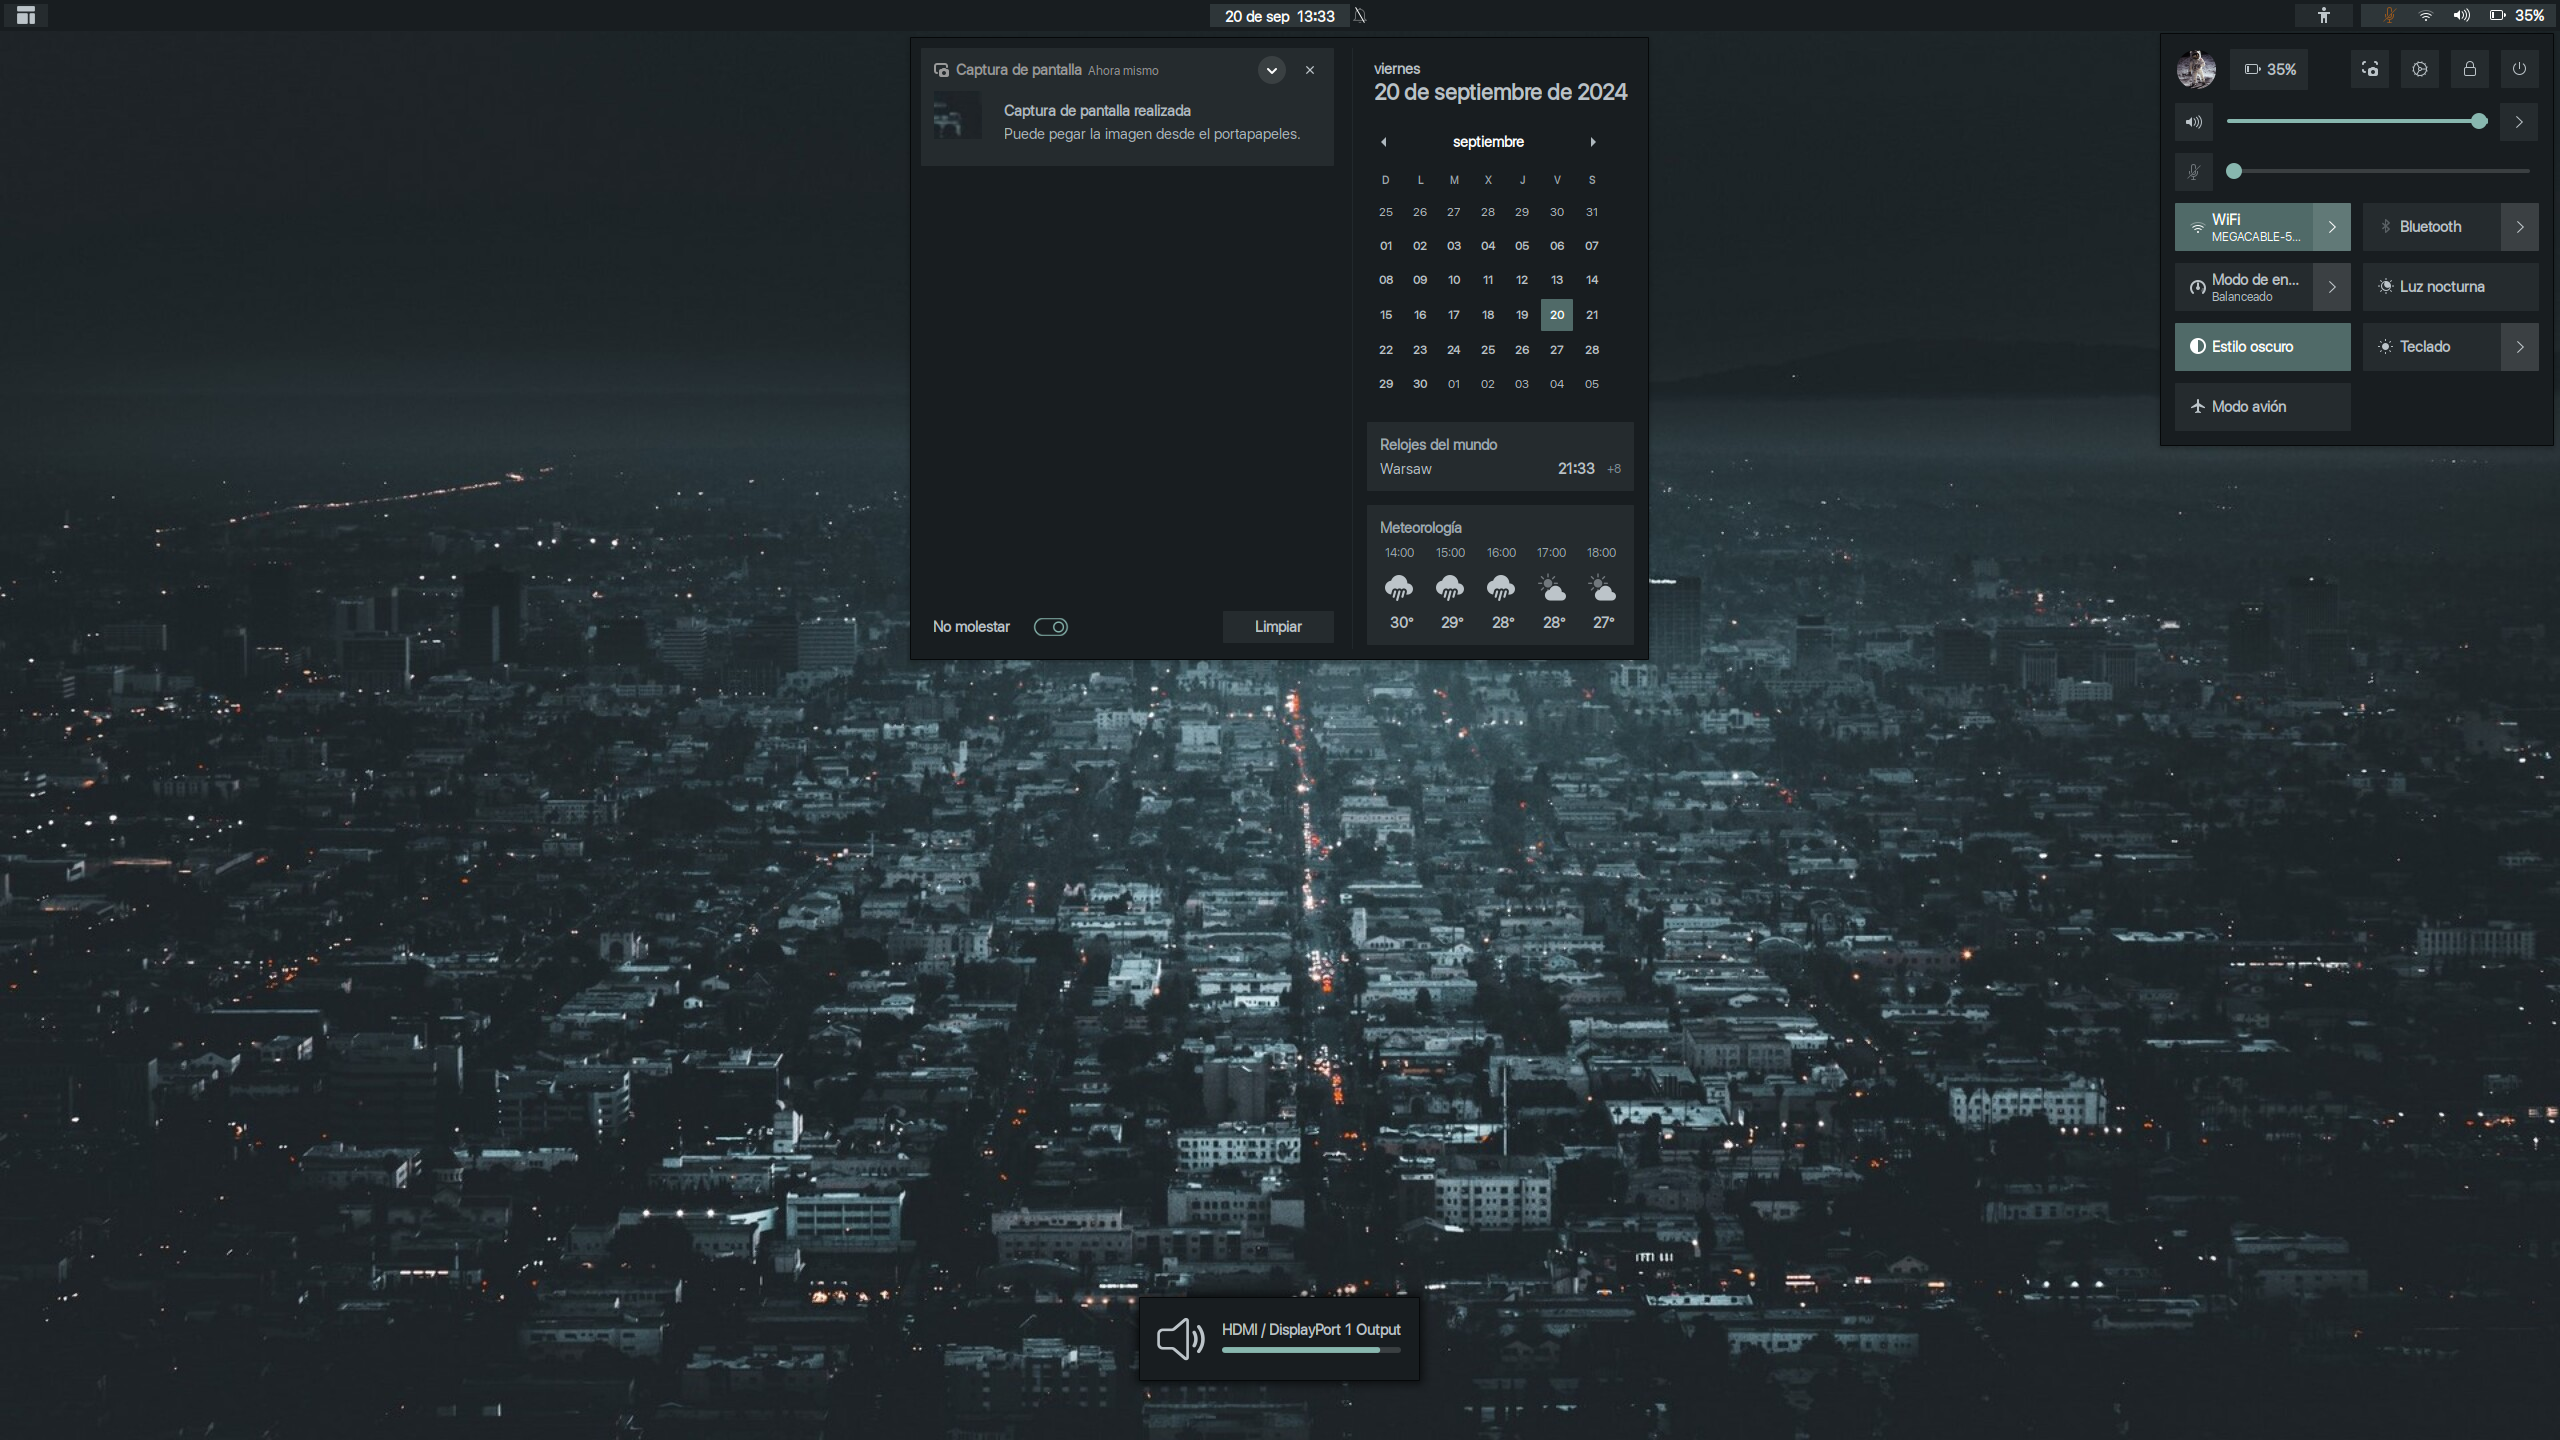 20 de sep 13:33
35%
Captura de pantalla Ahora mismo
Captura de pantalla realizada
Puede pegar la imagen desde el portapapeles.
No molestar
Limpiar
viernes
20 de septiembre de 2024
septiembre
D L M X J V S
25 26 27 28 29 30 31
01 02 03 04 05 06 07
08 09 10 11 12 13 14
15 16 17 18 19 20 21
22 23 24 25 26 27 28
29 30 01 02 03 04 05
Relojes del mundo
Warsaw 21:33 +8
Meteorología
14:00 15:00 16:00 17:00 18:00
30° 29° 28° 28° 27°
35%
WiFi
MEGACABLE-5...
Bluetooth
Modo de en...
Balanceado
Luz nocturna
Estilo oscuro
Teclado
Modo avión
HDMI / DisplayPort 1 Output